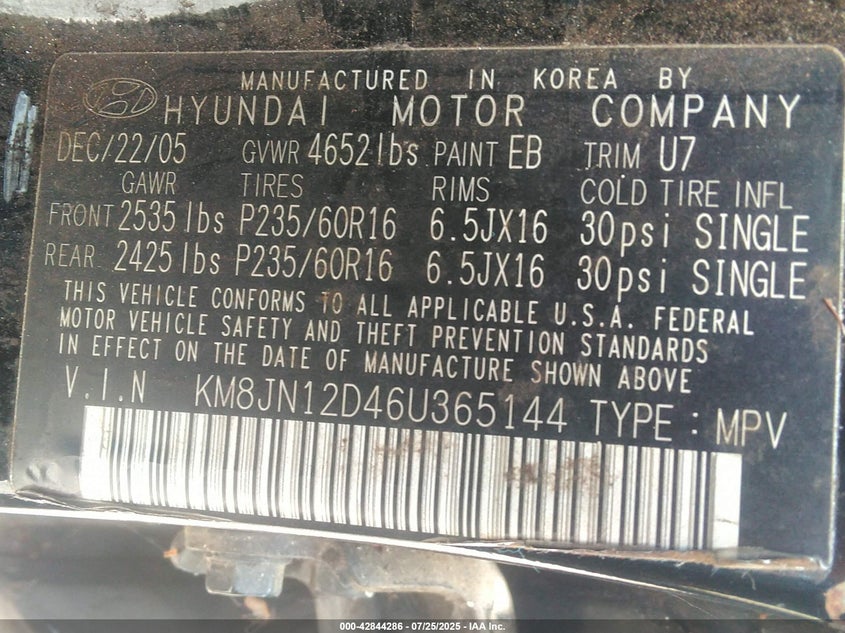 MANUFACTURED IN KOREA BY
HYUNDAI MOTOR COMPANY
DEC/22/05 GVWR 4652lbs PAINT EB TRIM U7
GAWR TIRES RIMS COLD TIRE INFL
FRONT 2535lbs P235/60R16 6.5JX16 30psi SINGLE
REAR 2425lbs P235/60R16 6.5JX16 30psi SINGLE
THIS VEHICLE CONFORMS TO ALL APPLICABLE U.S.A. FEDERAL
MOTOR VEHICLE SAFETY AND THEFT PREVENTION STANDARDS
IN EFFECT ON THE DATE OF MANUFACTURE SHOWN ABOVE
V.I.N KM8JN12D46U365144 TYPE : MPV
000-42844286 - 07/25/2025 - IAA Inc.